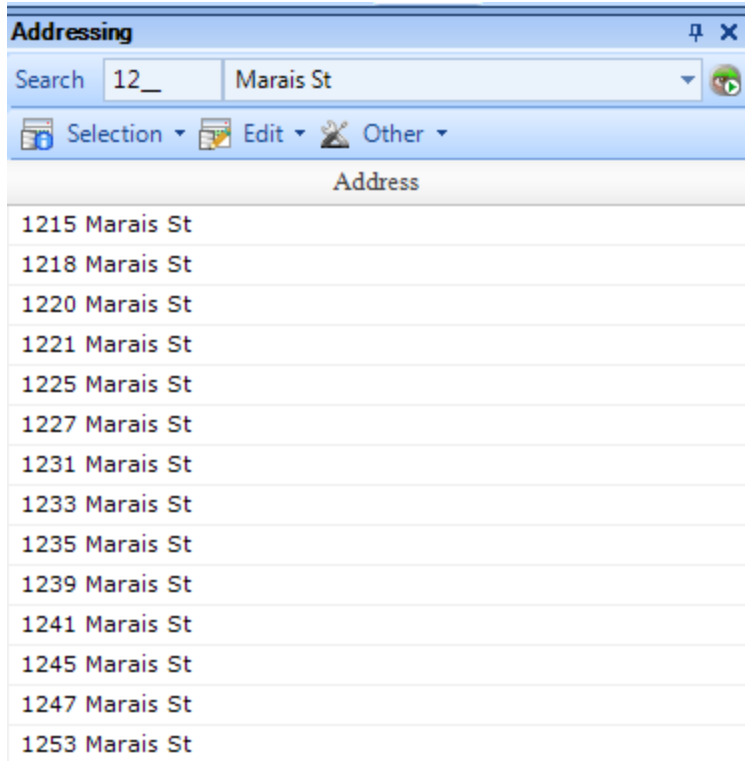 Addressing
Search 12__ Marais St
Selection Edit Other
Address
1215 Marais St
1218 Marais St
1220 Marais St
1221 Marais St
1225 Marais St
1227 Marais St
1231 Marais St
1233 Marais St
1235 Marais St
1239 Marais St
1241 Marais St
1245 Marais St
1247 Marais St
1253 Marais St